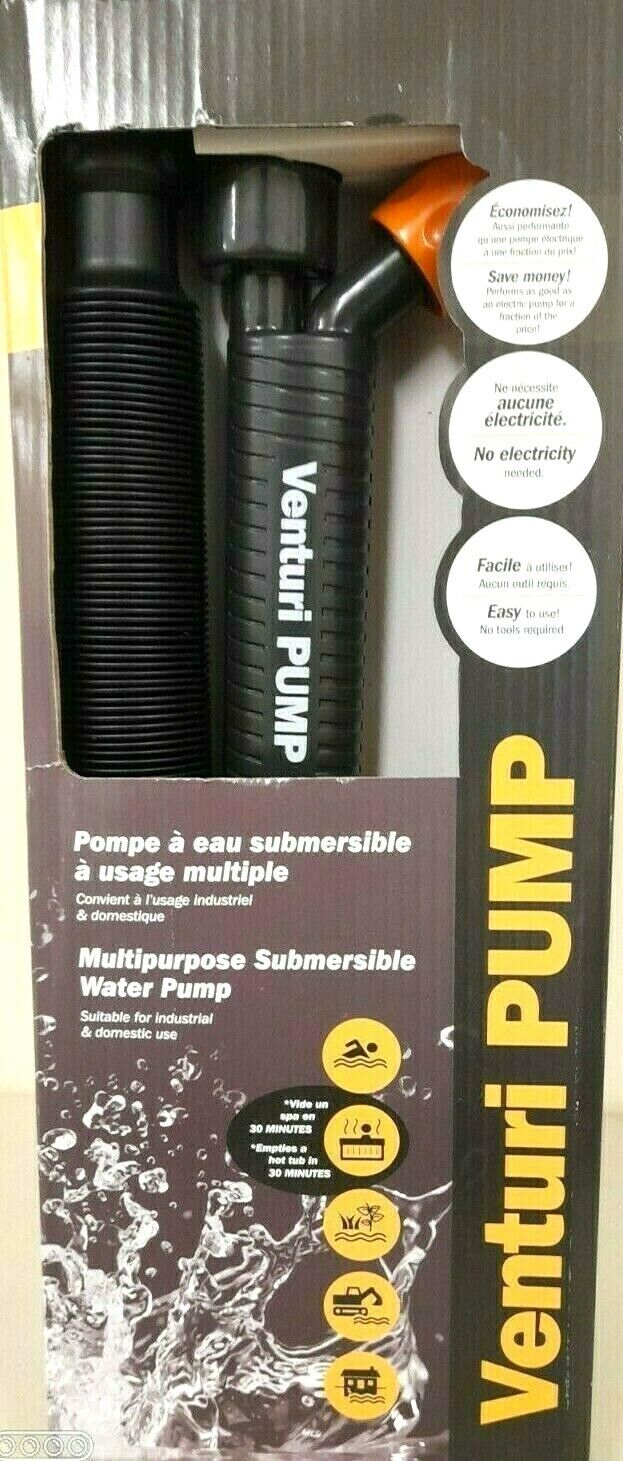 Économisez!
Aussi performante
qu'une pompe électrique
à une fraction du prix!
Save money!
Performs as good as
an electric pump for a
fraction of the
price!
Ne nécessite
aucune
électricité.
No electricity
needed.
Facile à utiliser!
Aucun outil requis.
Easy to use!
No tools required
Venturi PUMP
Pompe à eau submersible
à usage multiple
Convient à l'usage industriel
& domestique
Multipurpose Submersible
Water Pump
Suitable for industrial
& domestic use
*Vide un
spa en
30 MINUTES
*Empties a
hot tub in
30 MINUTES
Venturi PUMP